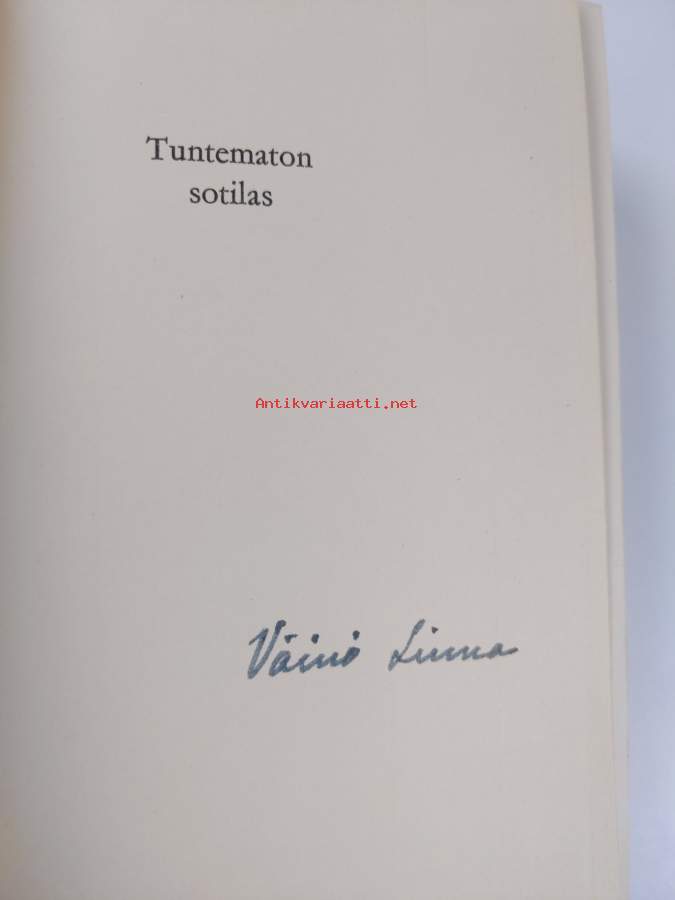 Tuntematon
sotilas
Antikvariaatti.net
Väinö Linna